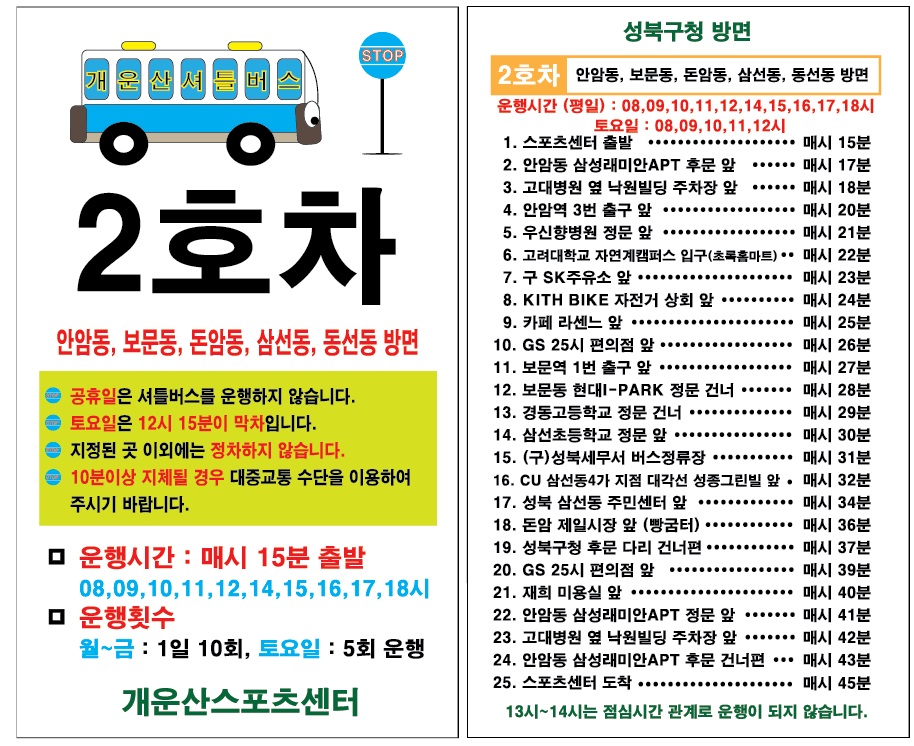 개운산셔틀버스
STOP
2호차
안암동, 보문동, 돈암동, 삼선동, 동선동 방면
공휴일은 셔틀버스를 운행하지 않습니다.
토요일은 12시 15분이 막차입니다.
지정된 곳 이외에는 정차하지 않습니다.
10분이상 지체될 경우 대중교통 수단을 이용하여
주시기 바랍니다.
운행시간 : 매시 15분 출발
08,09,10,11,12,14,15,16,17,18시
운행횟수
월~금 : 1일 10회, 토요일 : 5회 운행
개운산스포츠센터
성북구청 방면
2호차 안암동, 보문동, 돈암동, 삼선동, 동선동 방면
운행시간 (평일) : 08,09,10,11,12,14,15,16,17,18시
토요일 : 08,09,10,11,12시
1. 스포츠센터 출발 •••••••••••••••••••• 매시 15분
2. 안암동 삼성래미안APT 후문 앞 •••••• 매시 17분
3. 고대병원 옆 낙원빌딩 주차장 앞 •••••• 매시 18분
4. 안암역 3번 출구 앞 •••••••••••••••••• 매시 20분
5. 우신향병원 정문 앞 •••••••••••••••••• 매시 21분
6. 고려대학교 자연계캠퍼스 입구(초록홈마트) •• 매시 22분
7. 구 SK주유소 앞 ••••••••••••••••••••• 매시 23분
8. KITH BIKE 자전거 상회 앞 •••••••••• 매시 24분
9. 카페 라센느 앞 •••••••••••••••••••••• 매시 25분
10. GS 25시 편의점 앞 •••••••••••••••••• 매시 26분
11. 보문역 1번 출구 앞 •••••••••••••••••• 매시 27분
12. 보문동 현대I-PARK 정문 건너 ••••••• 매시 28분
13. 경동고등학교 정문 건너 •••••••••••••• 매시 29분
14. 삼선초등학교 정문 앞 •••••••••••••••• 매시 30분
15. (구)성북세무서 버스정류장 ••••••••••• 매시 31분
16. CU 삼선동4가 지점 대각선 성종그린빌 앞 • 매시 32분
17. 성북 삼선동 주민센터 앞 ••••••••••••• 매시 34분
18. 돈암 제일시장 앞 (빵굼터)•••••••••••• 매시 36분
19. 성북구청 후문 다리 건너편•••••••••••• 매시 37분
20. GS 25시 편의점 앞 ••••••••••••••••• 매시 39분
21. 재희 미용실 앞 •••••••••••••••••••••• 매시 40분
22. 안암동 삼성래미안APT 정문 앞 ••••••• 매시 41분
23. 고대병원 옆 낙원빌딩 주차장 앞 ••••••• 매시 42분
24. 안암동 삼성래미안APT 후문 건너편 ••• 매시 43분
25. 스포츠센터 도착 ••••••••••••••••••••• 매시 45분
13시~14시는 점심시간 관계로 운행이 되지 않습니다.